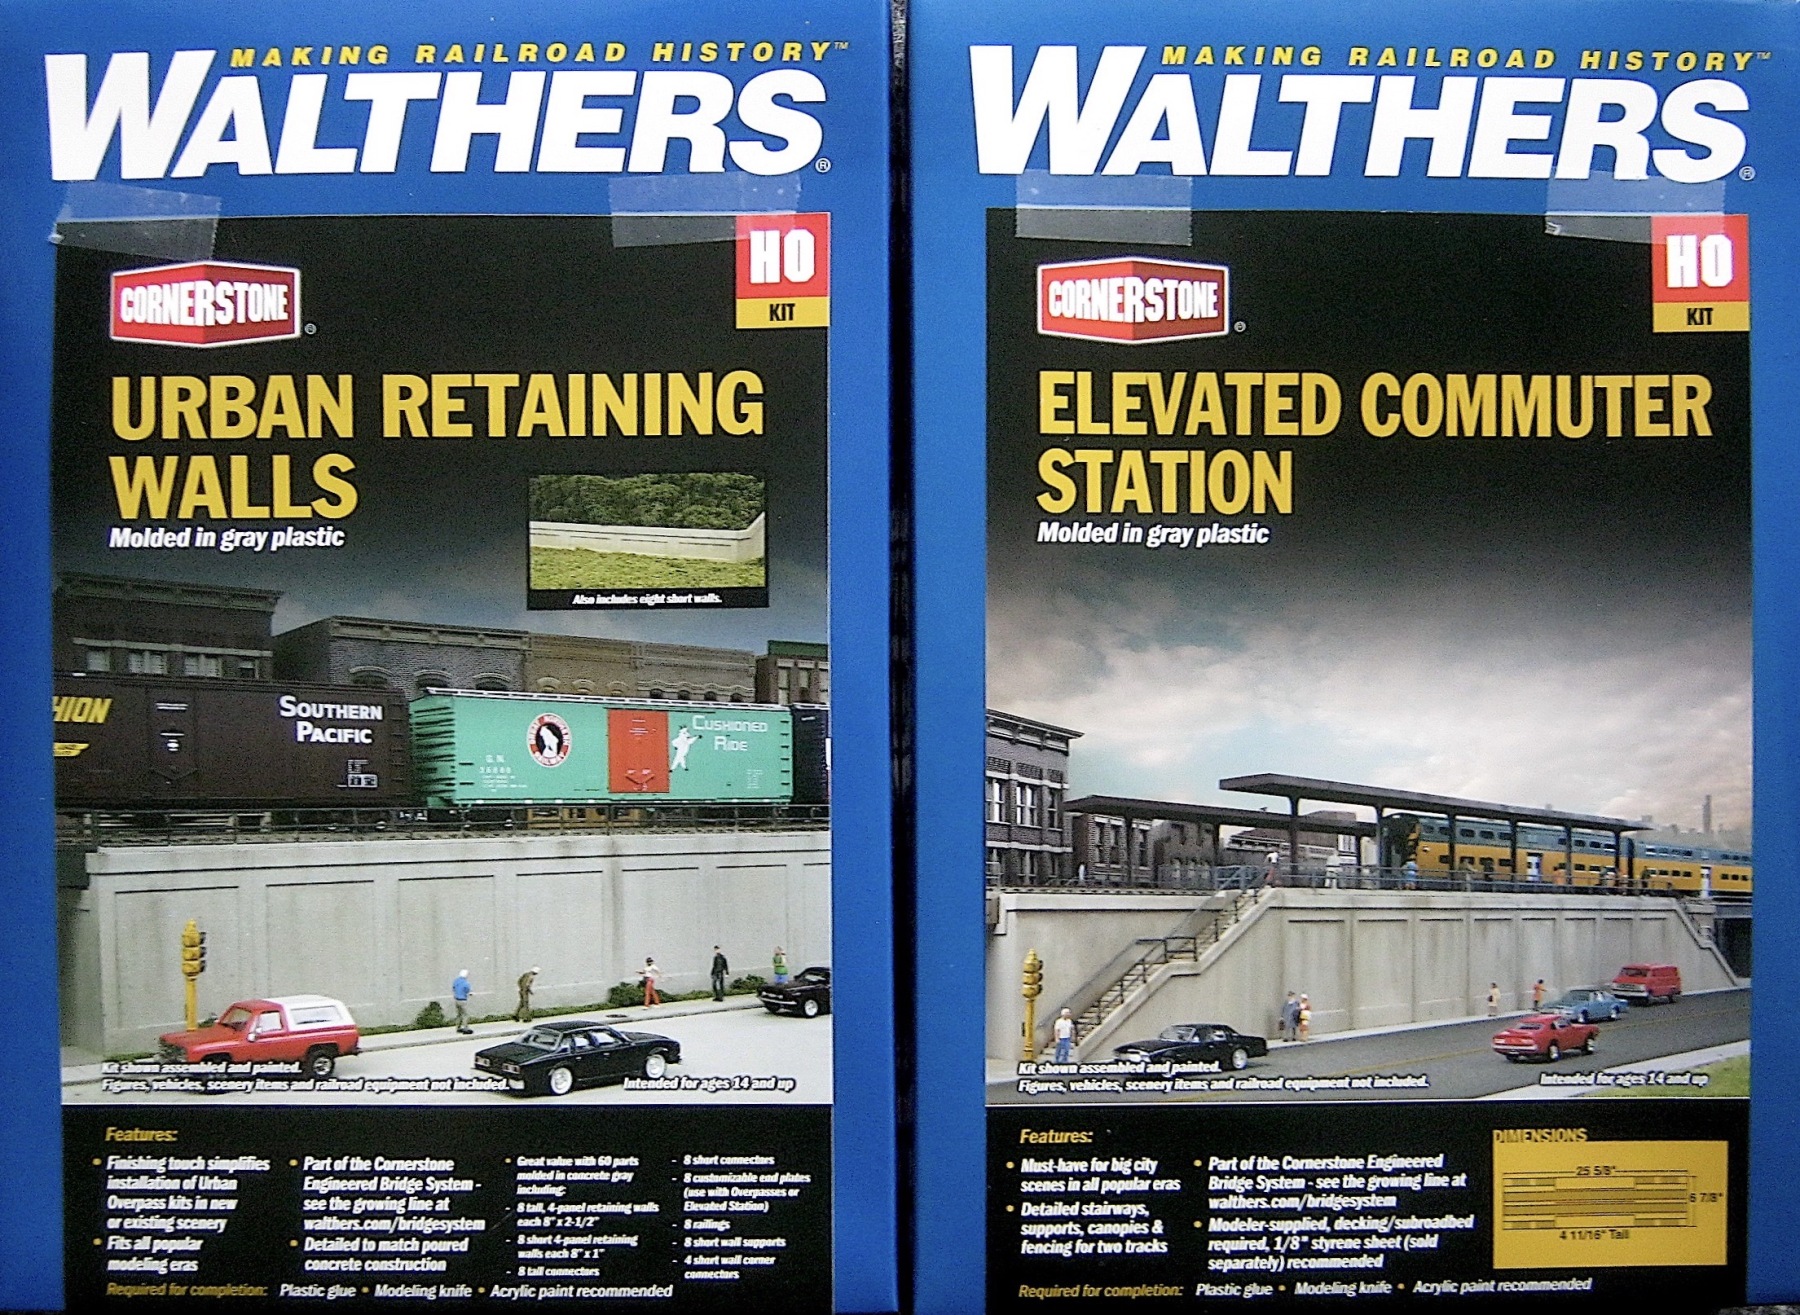 MAKING RAILROAD HISTORY™
WALTHERS®
HO
KIT
CORNERSTONE®
URBAN RETAINING
WALLS
Molded in gray plastic
Also includes eight short walls.
HION
SOUTHERN
PACIFIC
CUSHIONED
RIDE
G.N.
Kit shown assembled and painted.
Figures, vehicles, scenery items and railroad equipment not included.
Intended for ages 14 and up
Features:
• Finishing touch simplifies
installation of Urban
Overpass kits in new
or existing scenery
• Fits all popular
modeling eras
• Part of the Cornerstone
Engineered Bridge System -
see the growing line at
walthers.com/bridgesystem
• Detailed to match poured
concrete construction
• Great value with 60 parts
molded in concrete gray
including:
- 8 tall, 4-panel retaining walls
each 8" x 2-1/2"
- 8 short 4-panel retaining
walls each 8" x 1"
- 8 tall connectors
- 8 short connectors
- 8 customizable end plates
(use with Overpasses or
Elevated Station)
- 8 railings
- 8 short wall supports
- 4 short wall corner
connectors
Required for completion: Plastic glue • Modeling knife • Acrylic paint recommended
MAKING RAILROAD HISTORY™
WALTHERS®
HO
KIT
CORNERSTONE®
ELEVATED COMMUTER
STATION
Molded in gray plastic
Kit shown assembled and painted.
Figures, vehicles, scenery items and railroad equipment not included.
Intended for ages 14 and up
Features:
• Must-have for big city
scenes in all popular eras
• Detailed stairways,
supports, canopies &
fencing for two tracks
• Part of the Cornerstone Engineered
Bridge System - see the growing line at
walthers.com/bridgesystem
• Modeler-supplied, decking/subroadbed
required, 1/8" styrene sheet (sold
separately) recommended
DIMENSIONS
25 5/8"
6 7/8"
4 11/16" Tall
Required for completion: Plastic glue • Modeling knife • Acrylic paint recommended